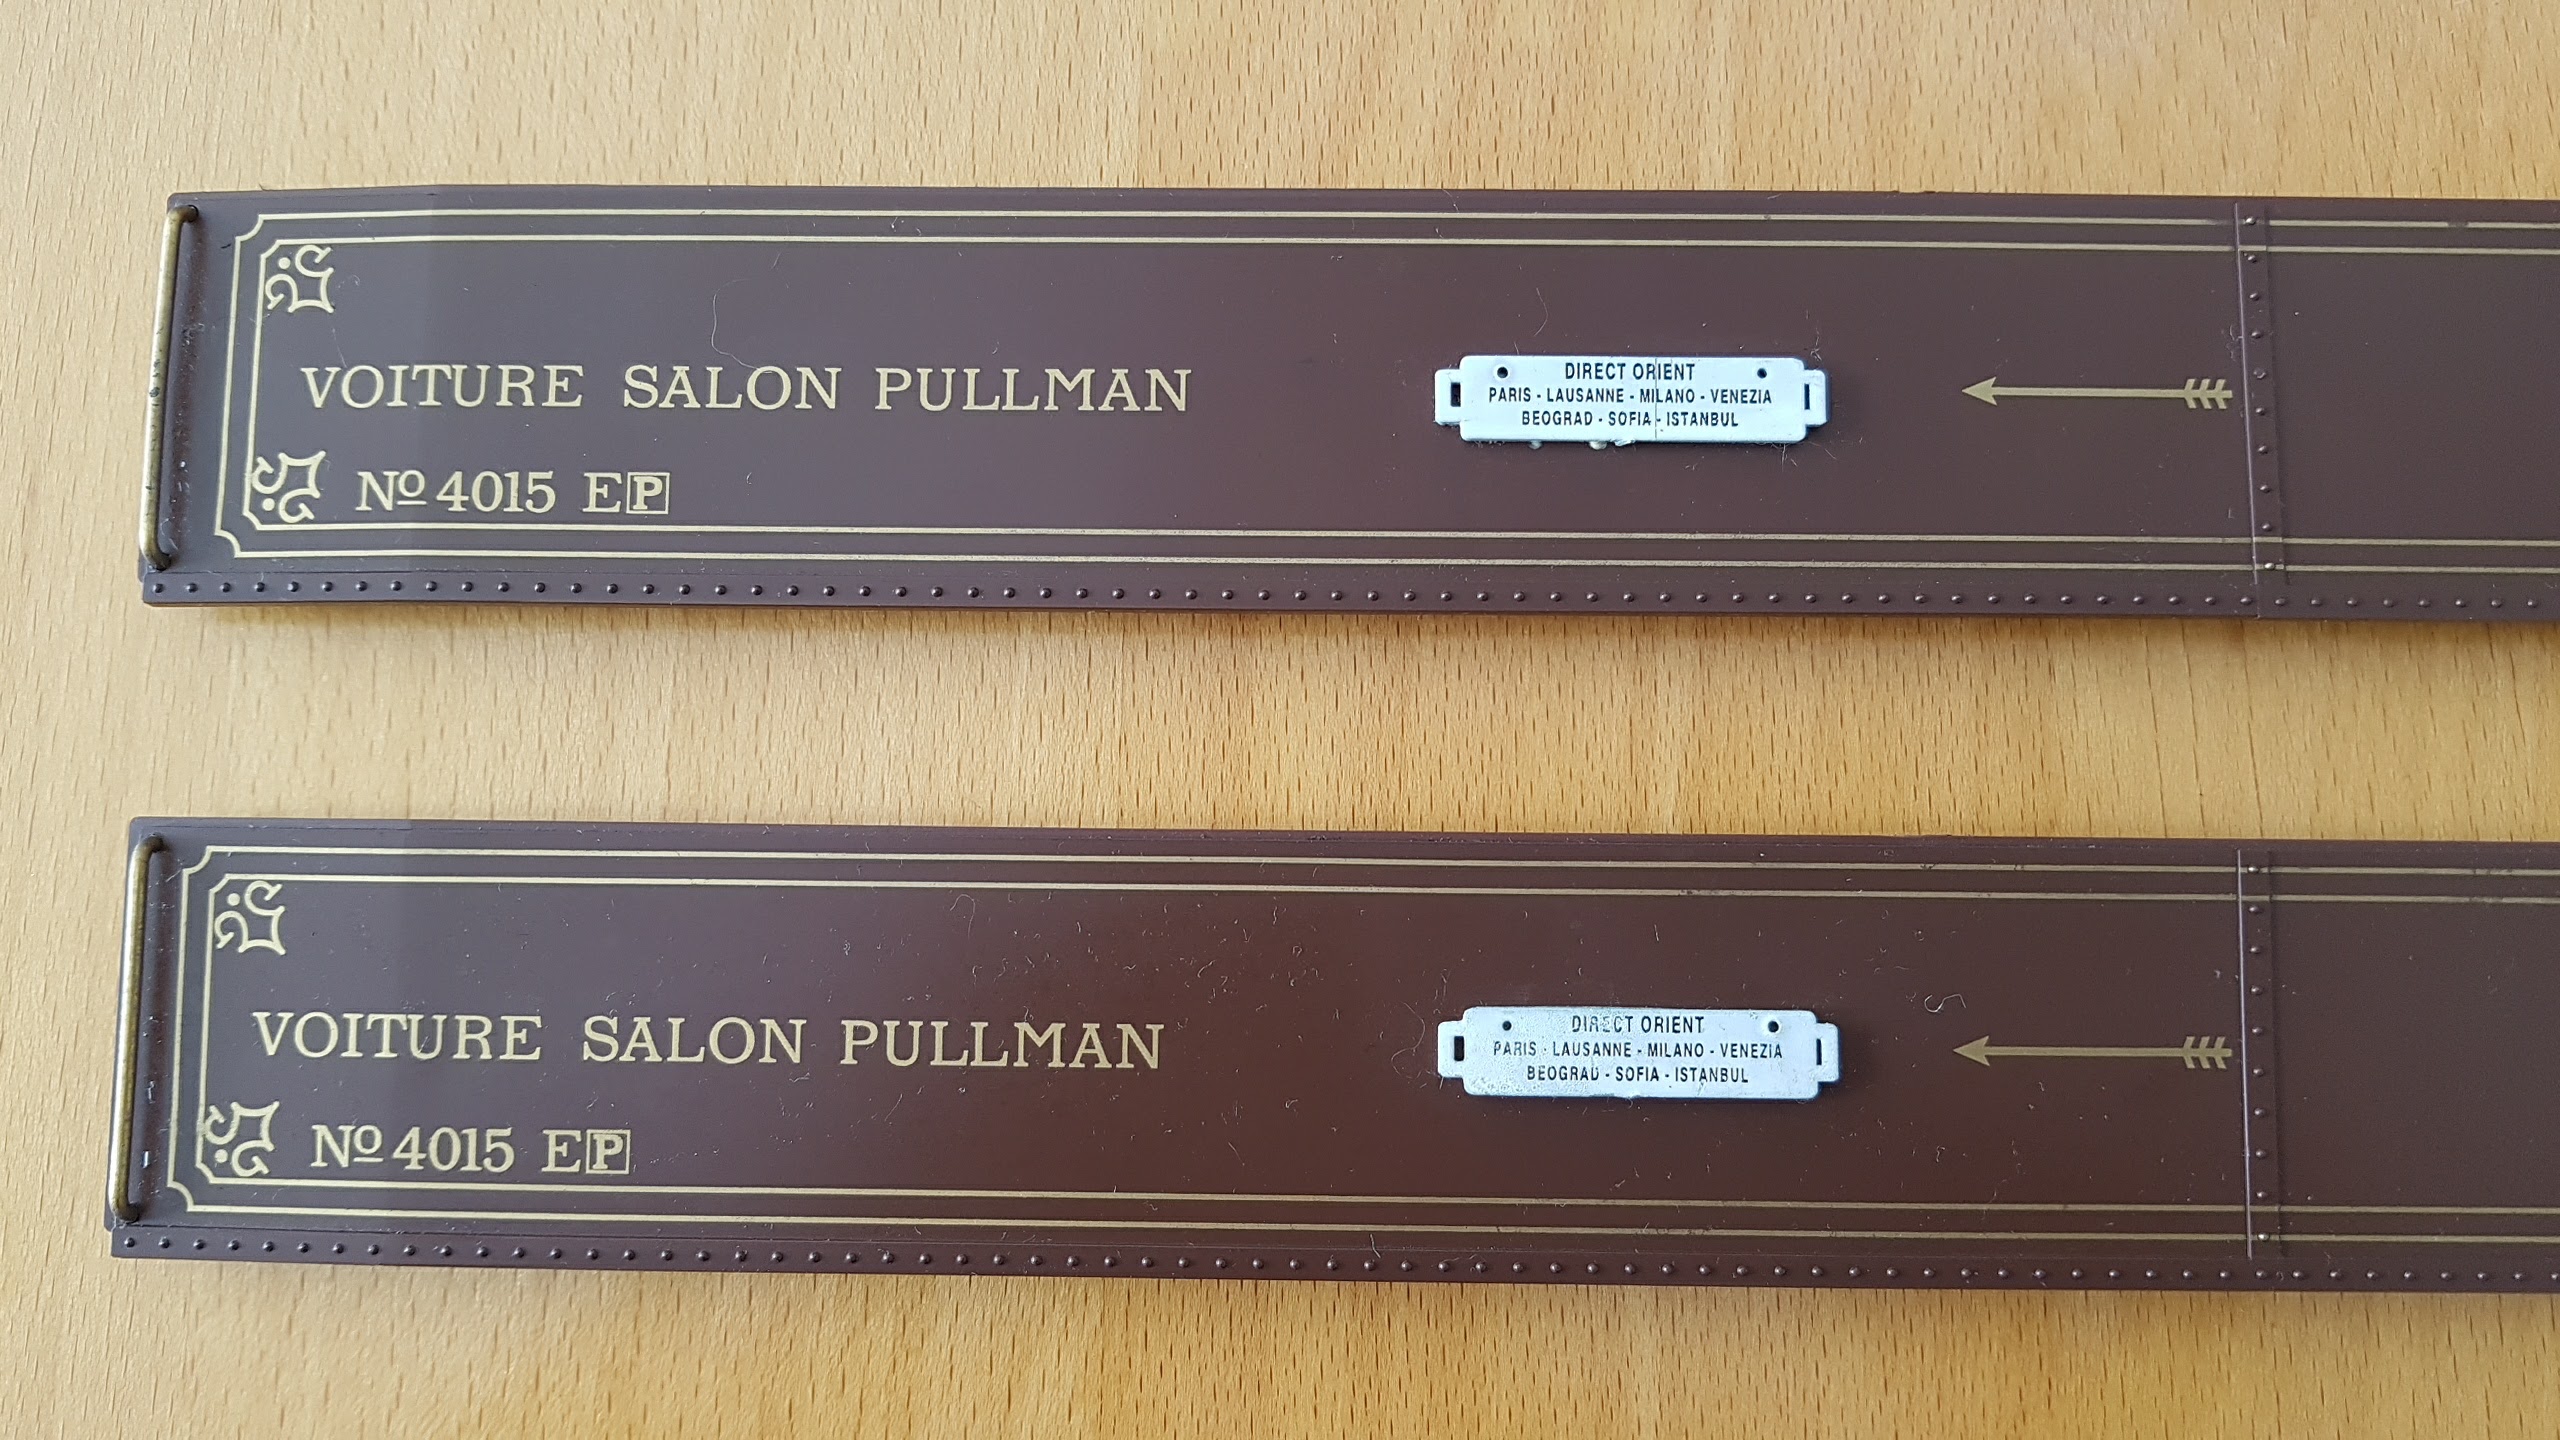 VOITURE SALON PULLMAN
DIRECT ORIENT
PARIS - LAUSANNE - MILANO - VENEZIA
BEOGRAD - SOFIA - ISTANBUL
Nº 4015 EP
VOITURE SALON PULLMAN
DIRECT ORIENT
PARIS - LAUSANNE - MILANO - VENEZIA
BEOGRAD - SOFIA - ISTANBUL
Nº 4015 EP